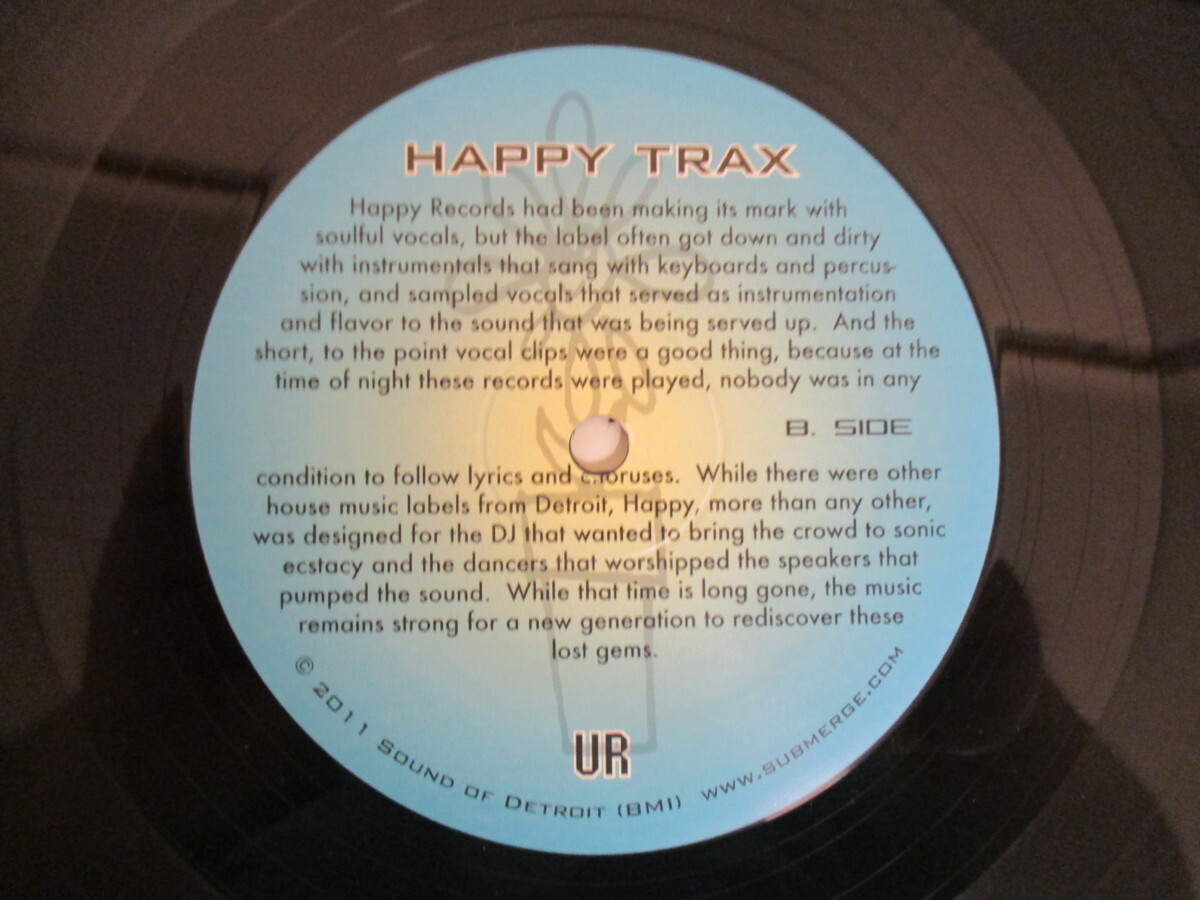 HAPPY TRAX
Happy Records had been making its mark with
soulful vocals, but the label often got down and dirty
with instrumentals that sang with keyboards and percus-
sion, and sampled vocals that served as instrumentation
and flavor to the sound that was being served up. And the
short, to the point vocal clips were a good thing, because at the
time of night these records were played, nobody was in any
B. SIDE
condition to follow lyrics and choruses. While there were other
house music labels from Detroit, Happy, more than any other,
was designed for the DJ that wanted to bring the crowd to sonic
ecstacy and the dancers that worshipped the speakers that
pumped the sound. While that time is long gone, the music
remains strong for a new generation to rediscover these
lost gems.
UR
© 2011 SOUND OF DETROIT (BMI) WWW.SUBMERGE.COM